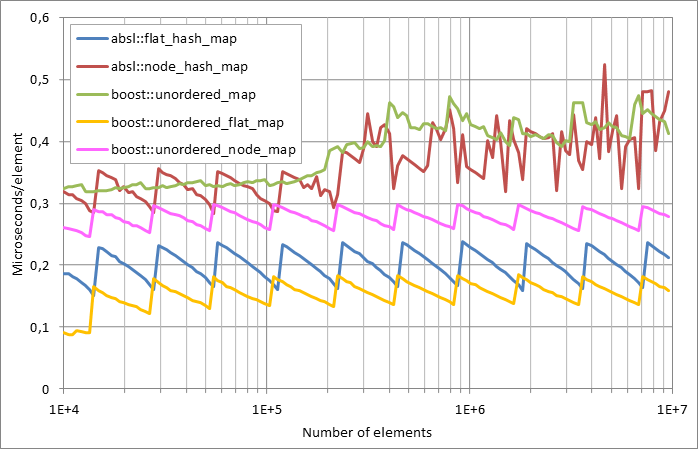 0,6
0,5
0,4
0,3
0,2
0,1
0
Microseconds/element
absl::flat_hash_map
absl::node_hash_map
boost::unordered_map
boost::unordered_flat_map
boost::unordered_node_map
1E+4
1E+5
1E+6
1E+7
Number of elements